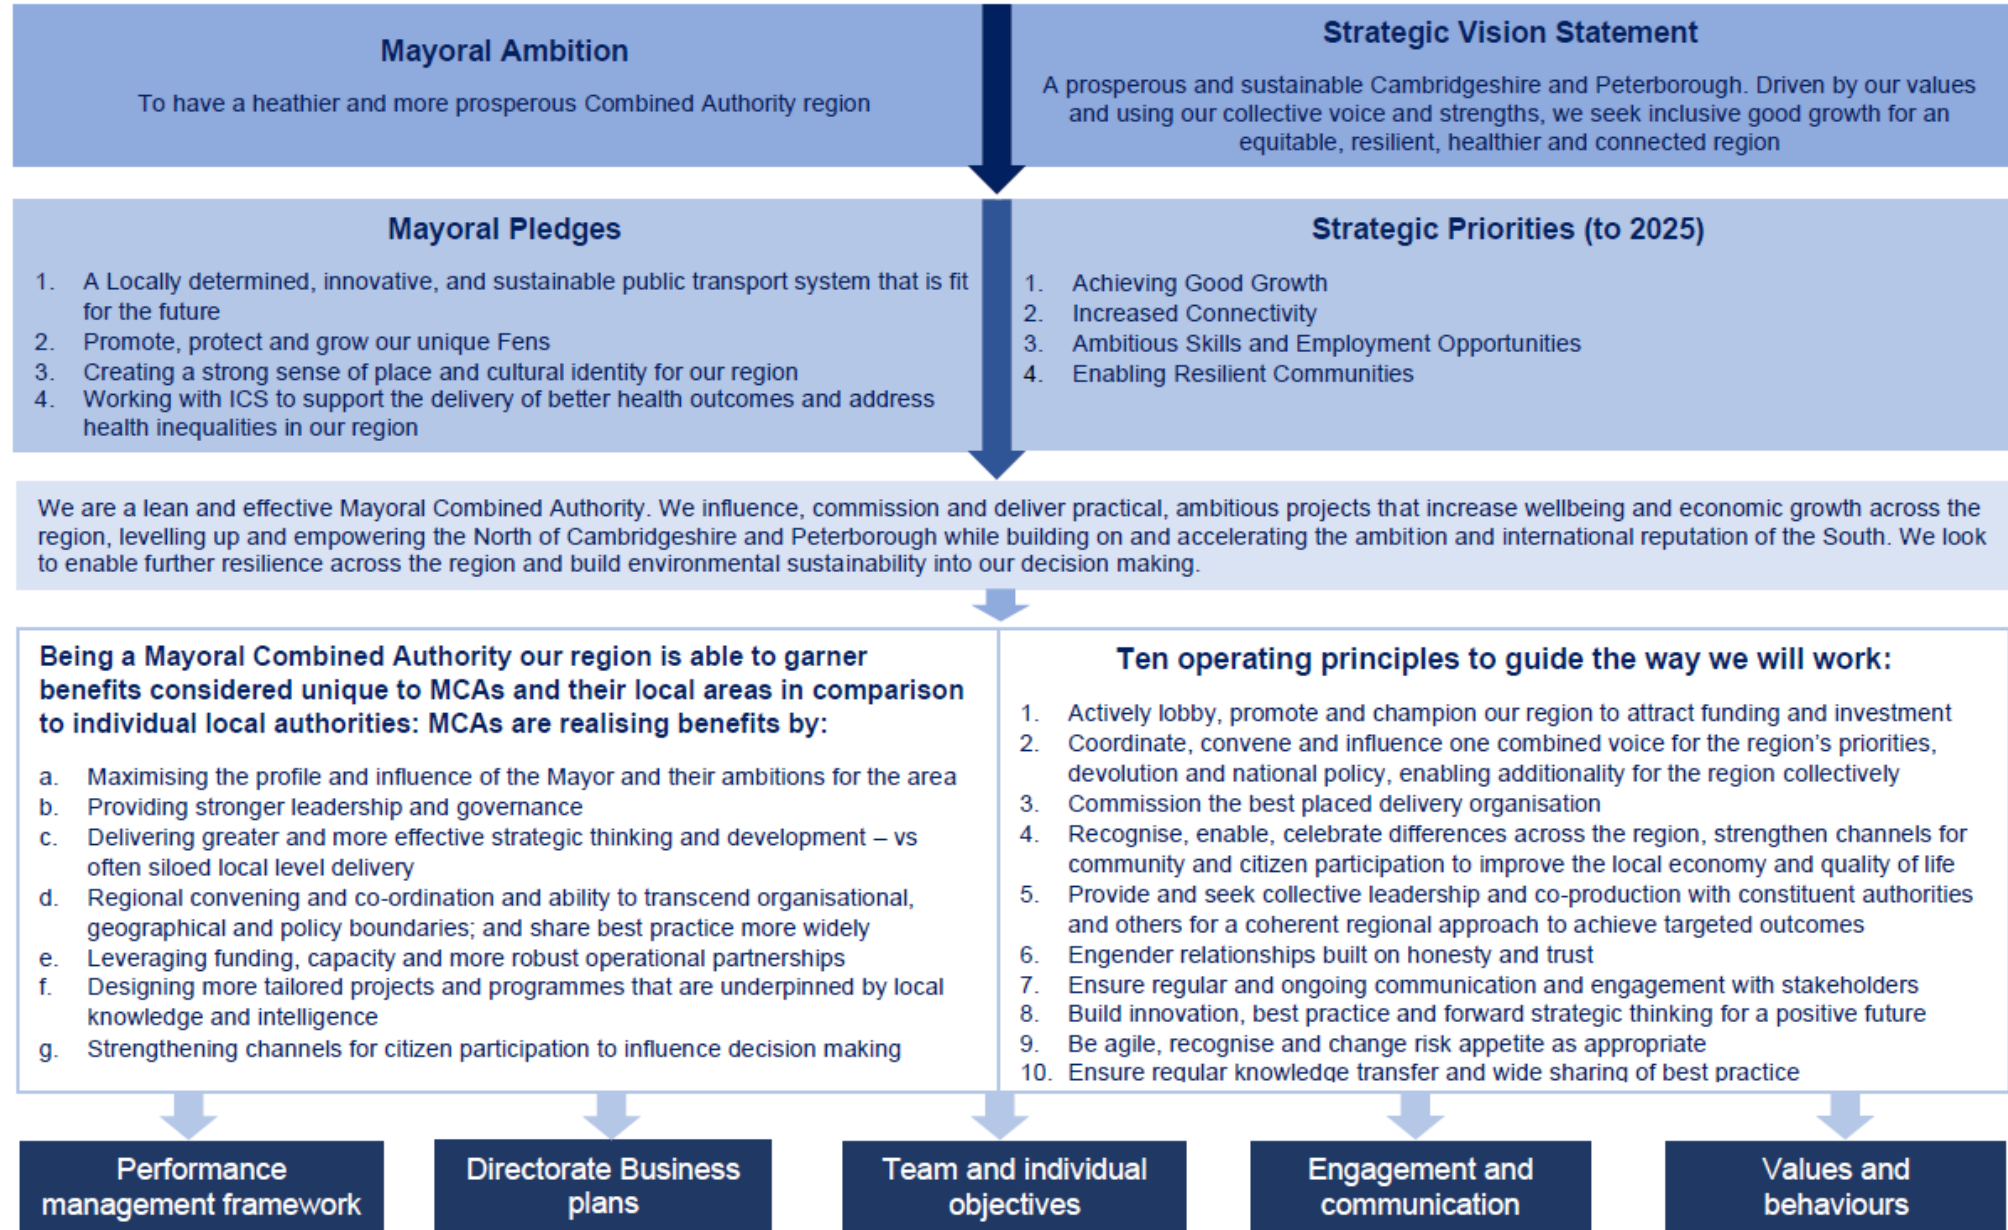 Mayoral Ambition
To have a heathier and more prosperous Combined Authority region
Strategic Vision Statement
A prosperous and sustainable Cambridgeshire and Peterborough. Driven by our values
and using our collective voice and strengths, we seek inclusive good growth for an
equitable, resilient, healthier and connected region
Mayoral Pledges
1. A Locally determined, innovative, and sustainable public transport system that is fit
for the future
2. Promote, protect and grow our unique Fens
3. Creating a strong sense of place and cultural identity for our region
4. Working with ICS to support the delivery of better health outcomes and address
health inequalities in our region
Strategic Priorities (to 2025)
1. Achieving Good Growth
2. Increased Connectivity
3. Ambitious Skills and Employment Opportunities
4. Enabling Resilient Communities
We are a lean and effective Mayoral Combined Authority. We influence, commission and deliver practical, ambitious projects that increase wellbeing and economic growth across the
region, levelling up and empowering the North of Cambridgeshire and Peterborough while building on and accelerating the ambition and international reputation of the South. We look
to enable further resilience across the region and build environmental sustainability into our decision making.
Being a Mayoral Combined Authority our region is able to garner
benefits considered unique to MCAs and their local areas in comparison
to individual local authorities: MCAs are realising benefits by:
a. Maximising the profile and influence of the Mayor and their ambitions for the area
b. Providing stronger leadership and governance
c. Delivering greater and more effective strategic thinking and development – vs
often siloed local level delivery
d. Regional convening and co-ordination and ability to transcend organisational,
geographical and policy boundaries; and share best practice more widely
e. Leveraging funding, capacity and more robust operational partnerships
f. Designing more tailored projects and programmes that are underpinned by local
knowledge and intelligence
g. Strengthening channels for citizen participation to influence decision making
Ten operating principles to guide the way we will work:
1. Actively lobby, promote and champion our region to attract funding and investment
2. Coordinate, convene and influence one combined voice for the region's priorities,
devolution and national policy, enabling additionality for the region collectively
3. Commission the best placed delivery organisation
4. Recognise, enable, celebrate differences across the region, strengthen channels for
community and citizen participation to improve the local economy and quality of life
5. Provide and seek collective leadership and co-production with constituent authorities
and others for a coherent regional approach to achieve targeted outcomes
6. Engender relationships built on honesty and trust
7. Ensure regular and ongoing communication and engagement with stakeholders
8. Build innovation, best practice and forward strategic thinking for a positive future
9. Be agile, recognise and change risk appetite as appropriate
10. Ensure regular knowledge transfer and wide sharing of best practice
Performance
management framework
Directorate Business
plans
Team and individual
objectives
Engagement and
communication
Values and
behaviours